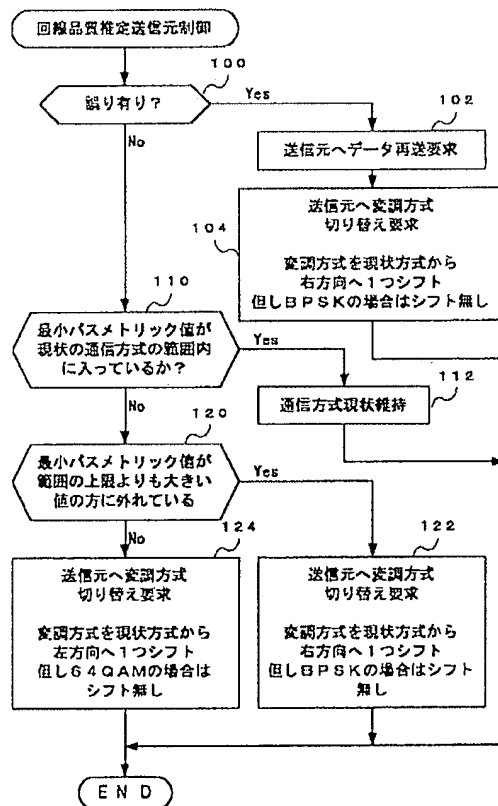 回線品質推定送信元制御
100
誤り有り？
Yes
No
102
送信元へデータ再送要求
104
送信元へ変調方式
切り替え要求
変調方式を現状方式から
右方向へ1つシフト
但しBPSKの場合はシフト無し
110
最小パスメトリック値が
現状の通信方式の範囲内
に入っているか？
Yes
No
112
通信方式現状維持
120
最小パスメトリック値が
範囲の上限よりも大きい
値の方に外れている
Yes
No
124
送信元へ変調方式
切り替え要求
変調方式を現状方式から
左方向へ1つシフト
但し64QAMの場合は
シフト無し
122
送信元へ変調方式
切り替え要求
変調方式を現状方式から
右方向へ1つシフト
但しBPSKの場合はシフト
無し
END